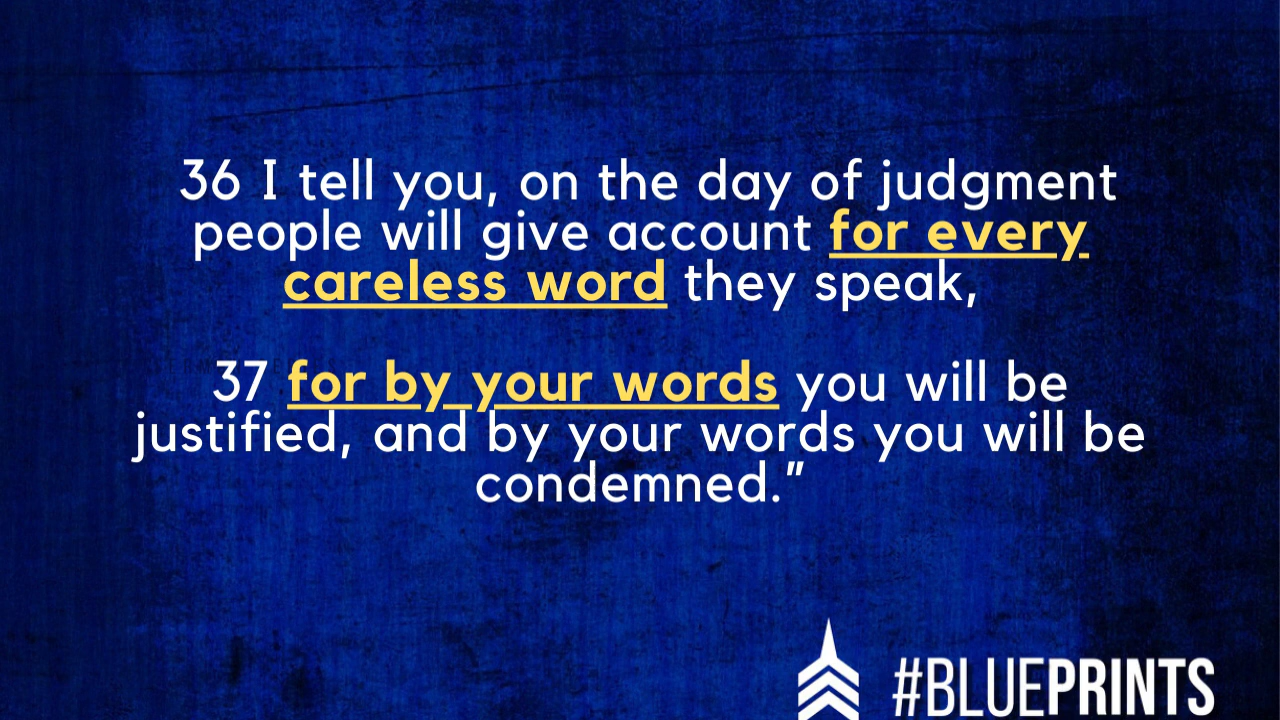 36 I tell you, on the day of judgment
people will give account for every
careless word they speak,
37 for by your words you will be
justified, and by your words you will be
condemned.”
#BLUEPRINTS